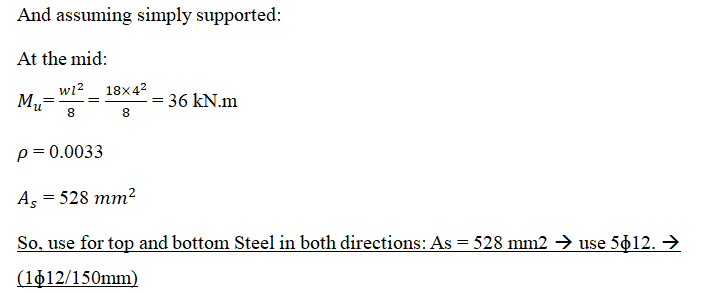 And assuming simply supported:
At the mid:
Mᵤ= wl²/8 = 18×4²/8 = 36 kN.m
ρ = 0.0033
Aₛ = 528 mm²
So, use for top and bottom Steel in both directions: As = 528 mm2 → use 5ϕ12. →
(1ϕ12/150mm)